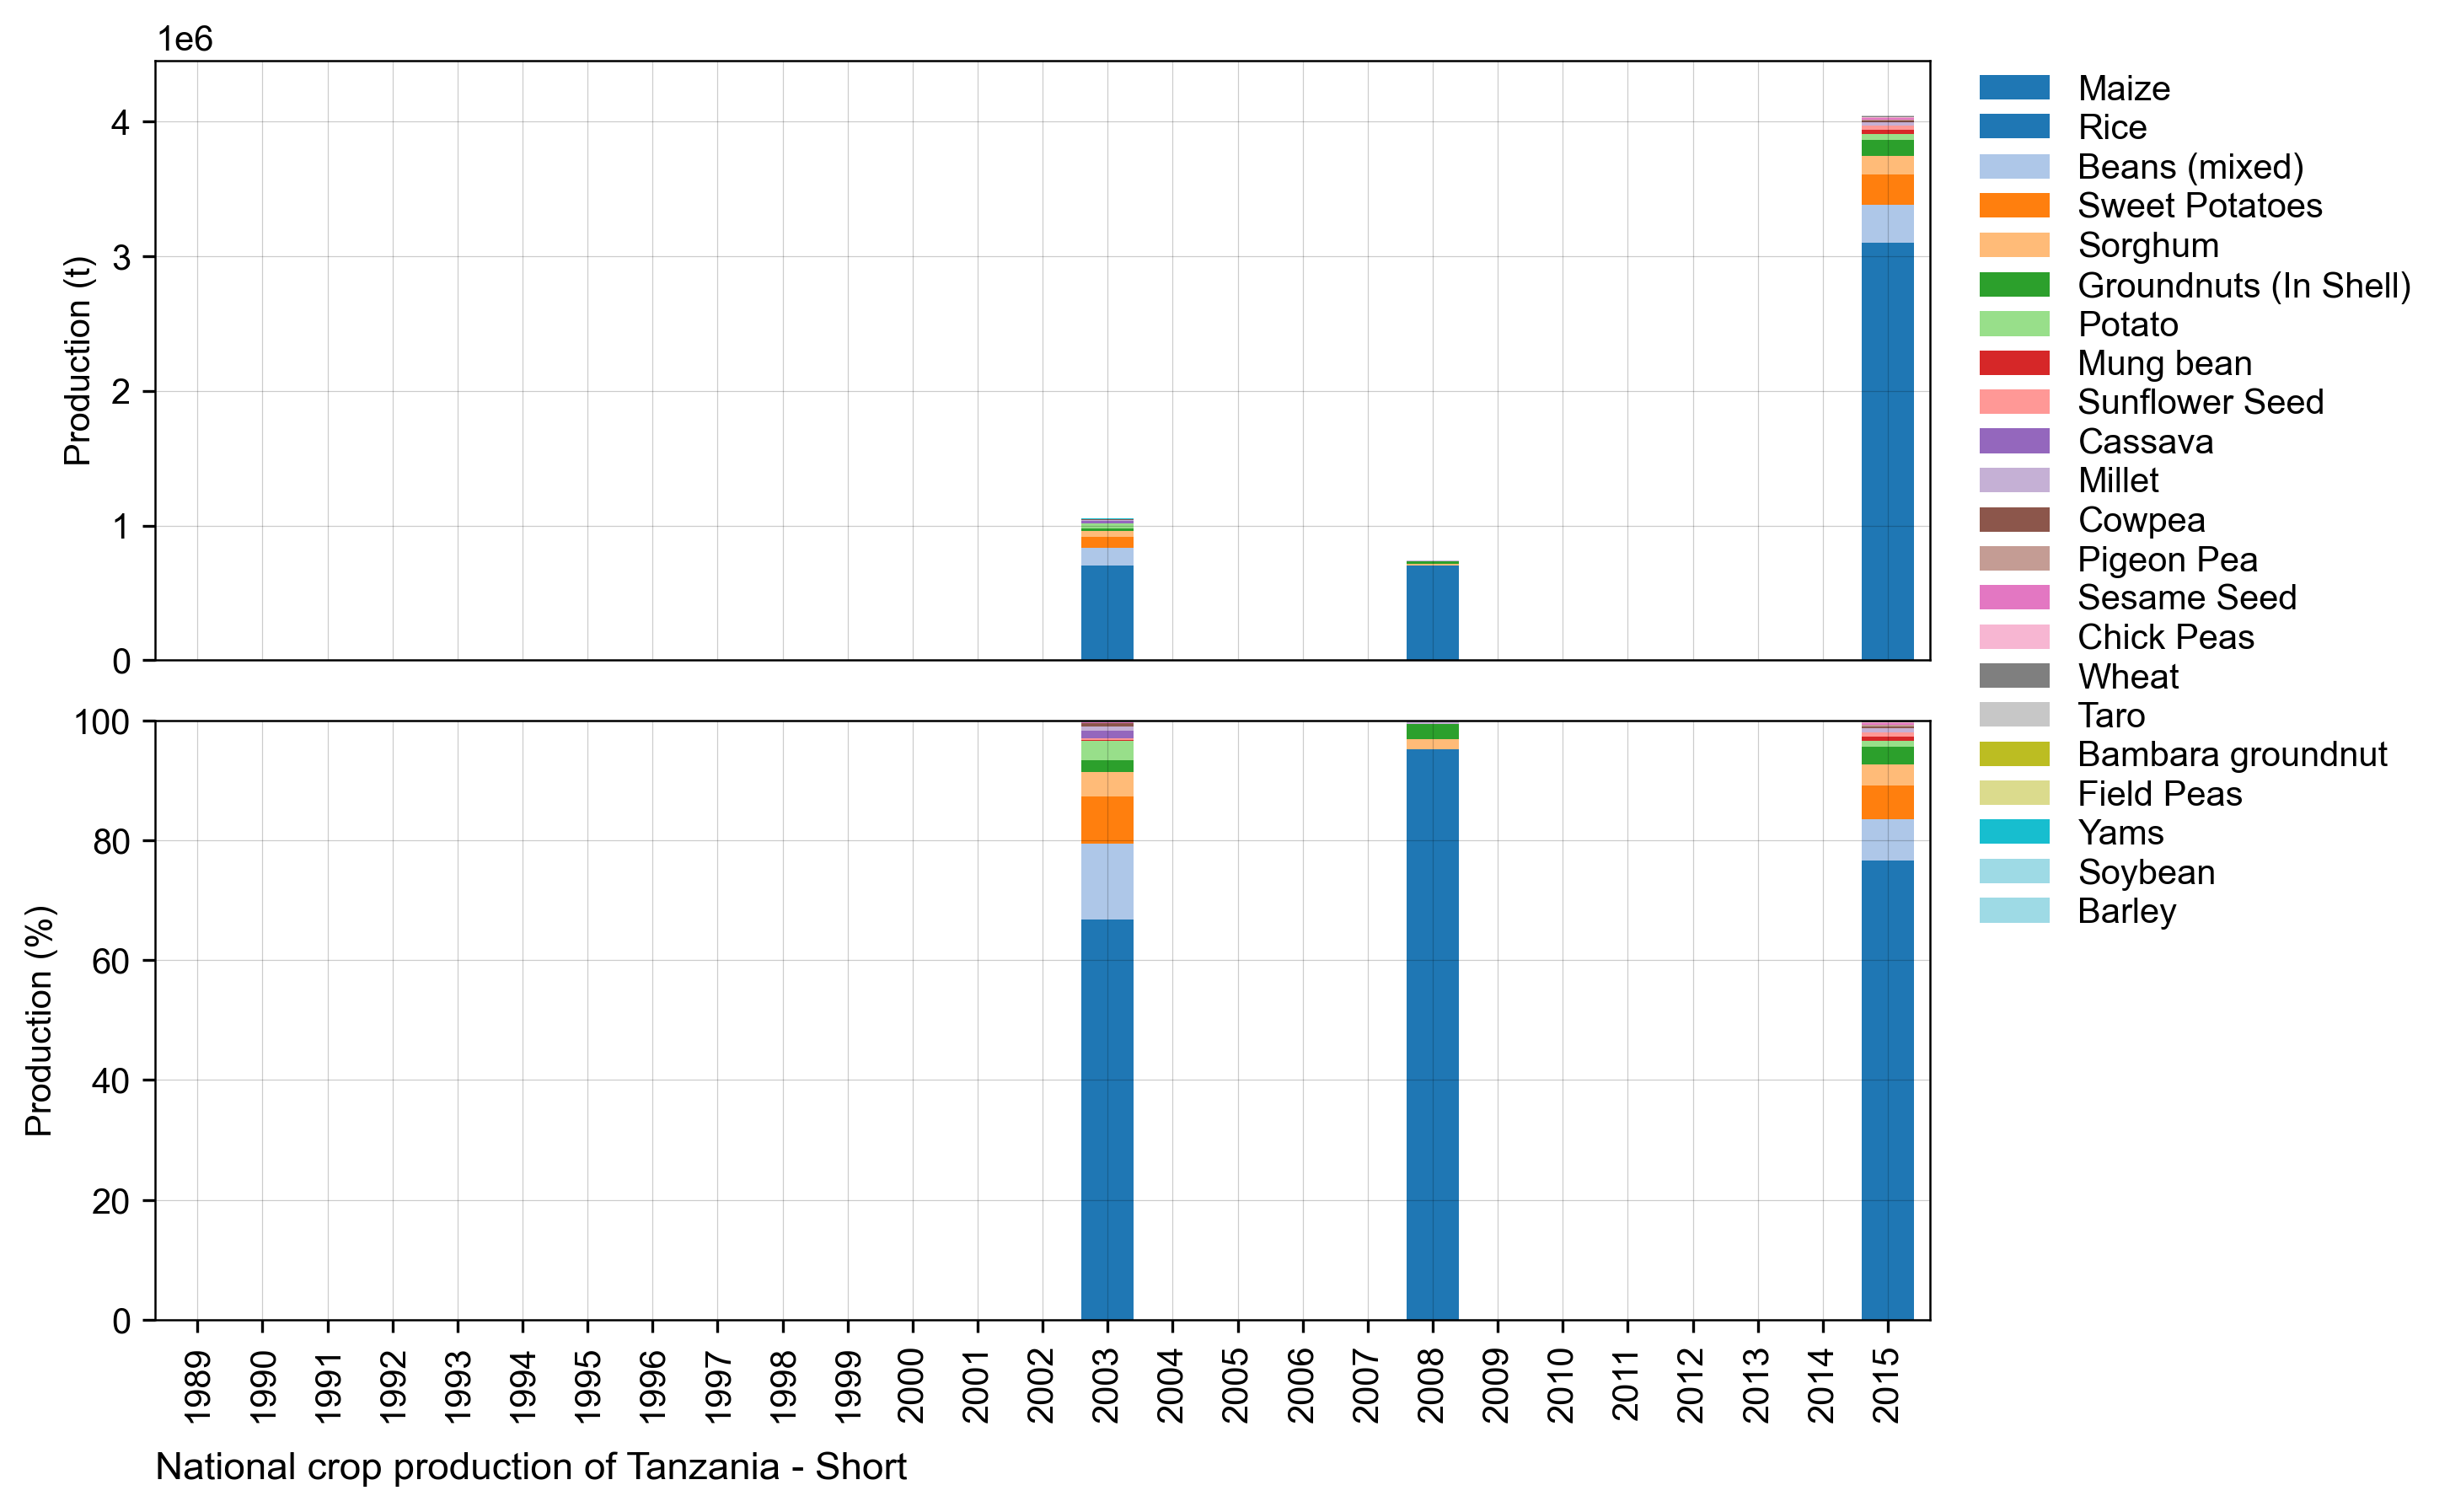 1e6
4
3
2
1
0
Production (t)
Maize
Rice
Beans (mixed)
Sweet Potatoes
Sorghum
Groundnuts (In Shell)
Potato
Mung bean
Sunflower Seed
Cassava
Millet
Cowpea
Pigeon Pea
Sesame Seed
Chick Peas
Wheat
Taro
Bambara groundnut
Field Peas
Yams
Soybean
Barley
100
80
60
40
20
0
Production (%)
1989
1990
1991
1992
1993
1994
1995
1996
1997
1998
1999
2000
2001
2002
2003
2004
2005
2006
2007
2008
2009
2010
2011
2012
2013
2014
2015
National crop production of Tanzania - Short